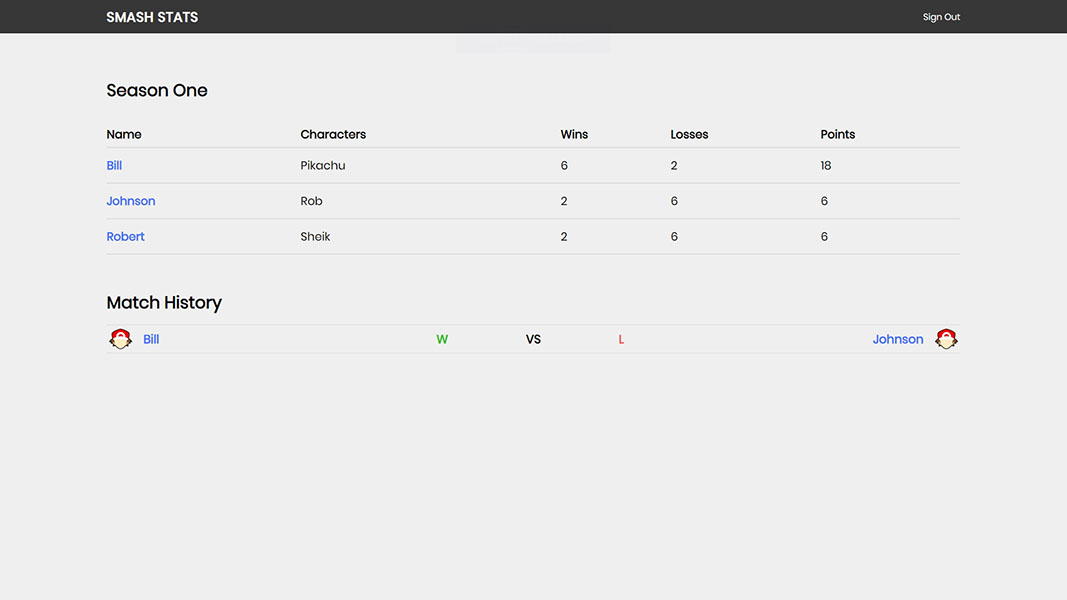 SMASH STATS Sign Out
Season One
Name Characters Wins Losses Points
Bill Pikachu 6 2 18
Johnson Rob 2 6 6
Robert Sheik 2 6 6
Match History
Bill W VS L Johnson